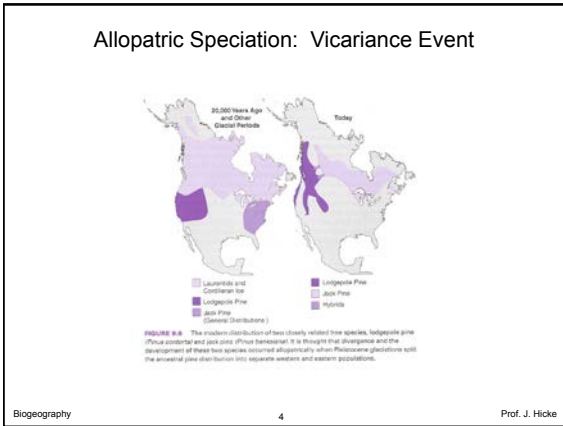 Allopatric Speciation: Vicariance Event
20,000 Years Ago
and Other
Glacial Periods
Today
Laurentide and
Cordilleran Ice
Lodgepole Pine
Jack Pine
(General Distributions)
Lodgepole Pine
Jack Pine
Hybrids
FIGURE 9.6 The modern distribution of two closely related tree species, lodgepole pine
(Pinus contorta) and jack pine (Pinus banksiana). It is thought that divergence and the
development of these two species occurred allopatrically when Pleistocene glaciations split
the ancestral pine distribution into separate western and eastern populations.
Biogeography
4
Prof. J. Hicke